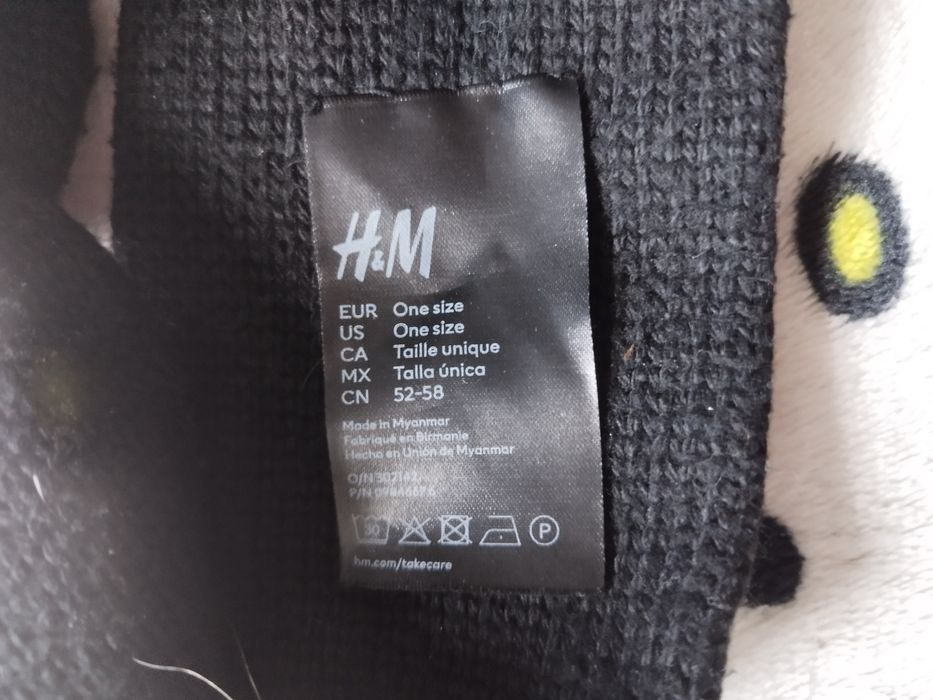 H&M
EUR One size
US One size
CA Taille unique
MX Talla única
CN 52-58
Made in Myanmar
Fabriqué en Birmanie
Hecho en Unión de Myanmar
O/N
P/N
30
P
hm.com/takecare